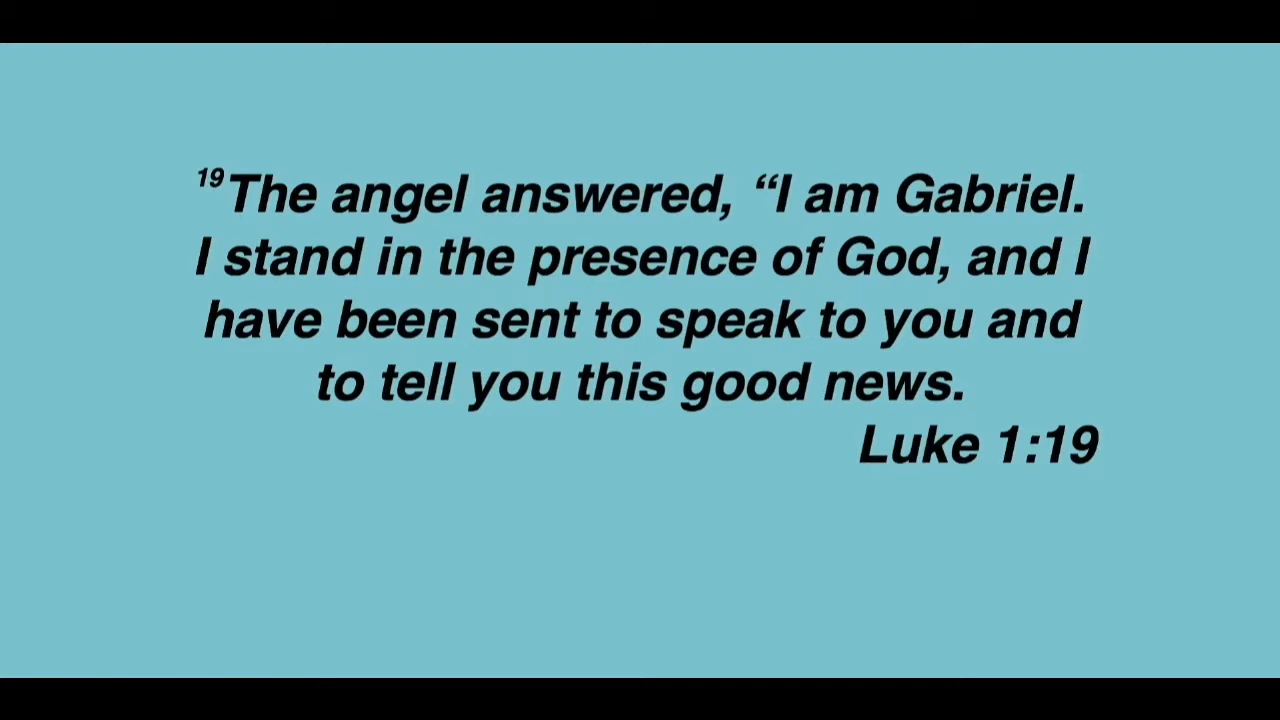 19The angel answered, “I am Gabriel.
I stand in the presence of God, and I
have been sent to speak to you and
to tell you this good news.
Luke 1:19